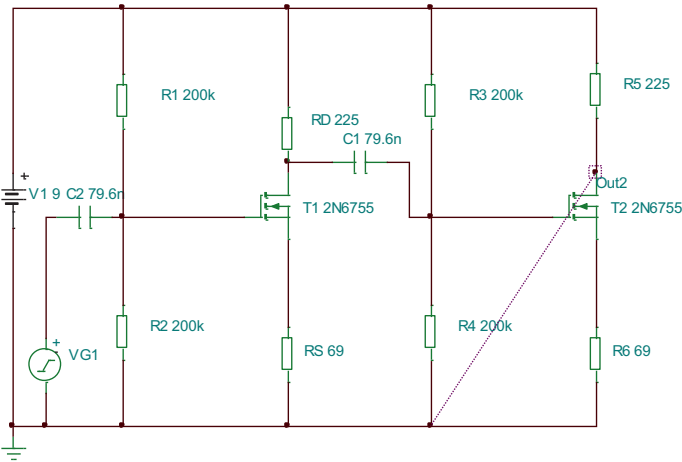 R1 200k
R3 200k
R5 225
RD 225
C1 79.6n
+
V1 9
C2 79.6n
T1 2N6755
Out2
T2 2N6755
R2 200k
R4 200k
+
VG1
RS 69
R6 69